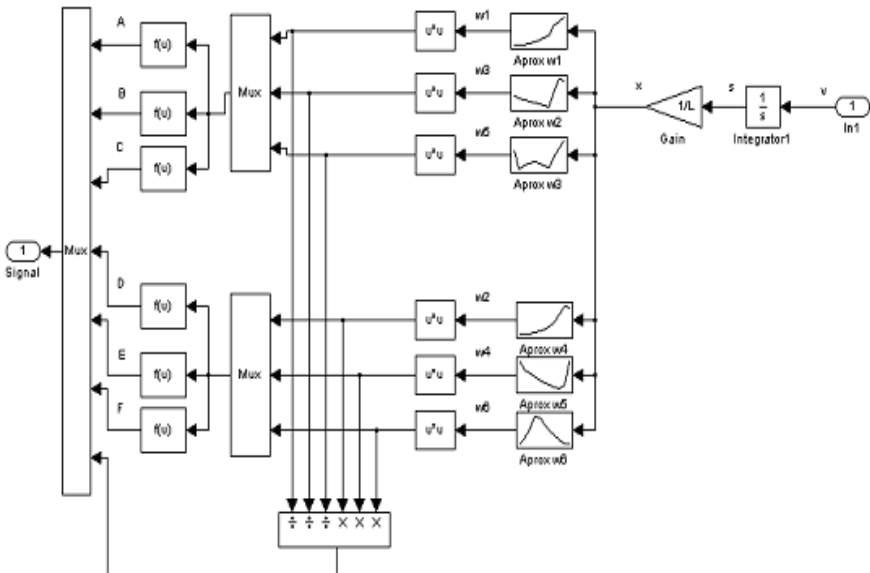 A
f(u)
B
f(u)
C
f(u)
Mux
w1
u*u
Aprox w1
w3
u*u
Aprox w2
w5
u*u
Aprox w3
x
1/L
Gain
s
1
s
Integrator1
v
1
In1
Mux
1
Signal
D
f(u)
E
f(u)
F
f(u)
Mux
w2
u*u
Aprox w4
w4
u*u
Aprox w5
w6
u*u
Aprox w6
÷ ÷ ÷ × × ×